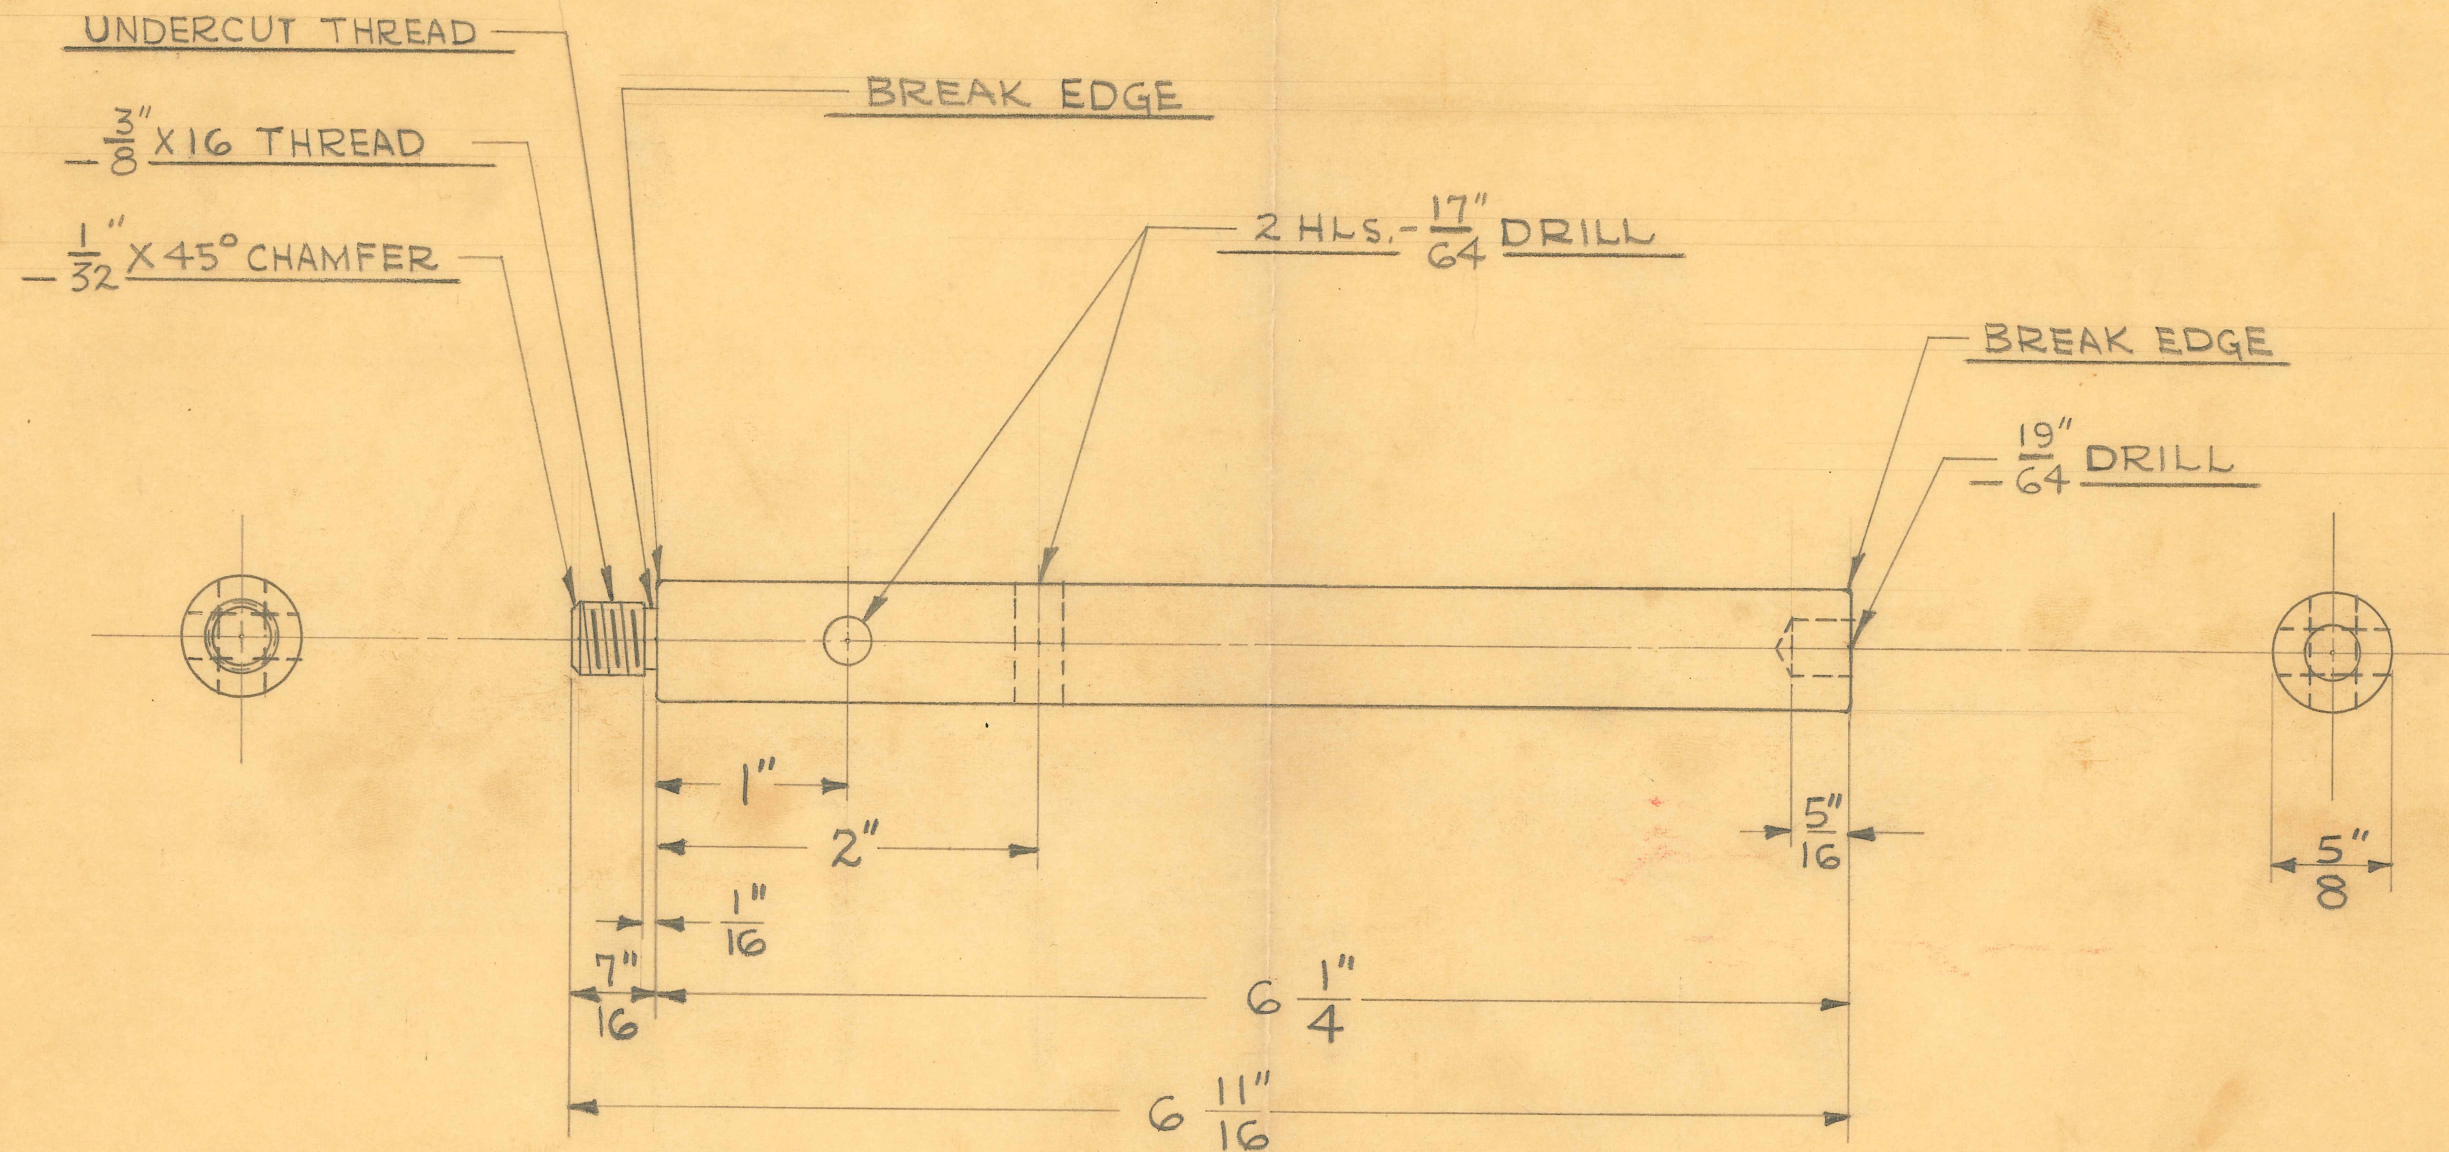 UNDERCUT THREAD
BREAK EDGE
3/8" X 16 THREAD
1/32" X 45° CHAMFER
2 HLS. - 17/64" DRILL
BREAK EDGE
19/64" DRILL
1"
2"
5/16"
5/8"
1/16"
7/16"
6 1/4"
6 11/16"